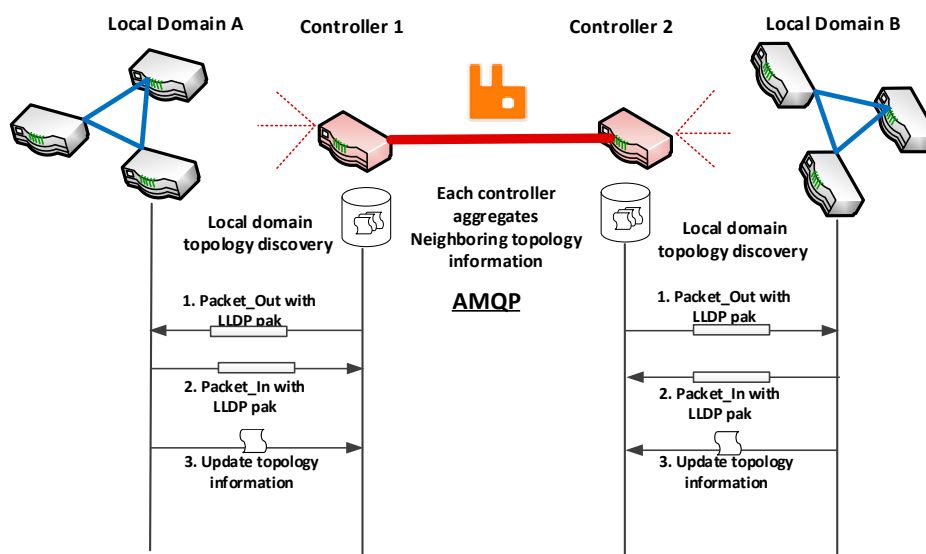 Local Domain A
Controller 1
Controller 2
Local Domain B
Each controller
aggregates
Neighboring topology
information
AMQP
Local domain
topology discovery
1. Packet_Out with
LLDP pak
2. Packet_In with
LLDP pak
3. Update topology
information
Local domain
topology discovery
1. Packet_Out with
LLDP pak
2. Packet_In with
LLDP pak
3. Update topology
information